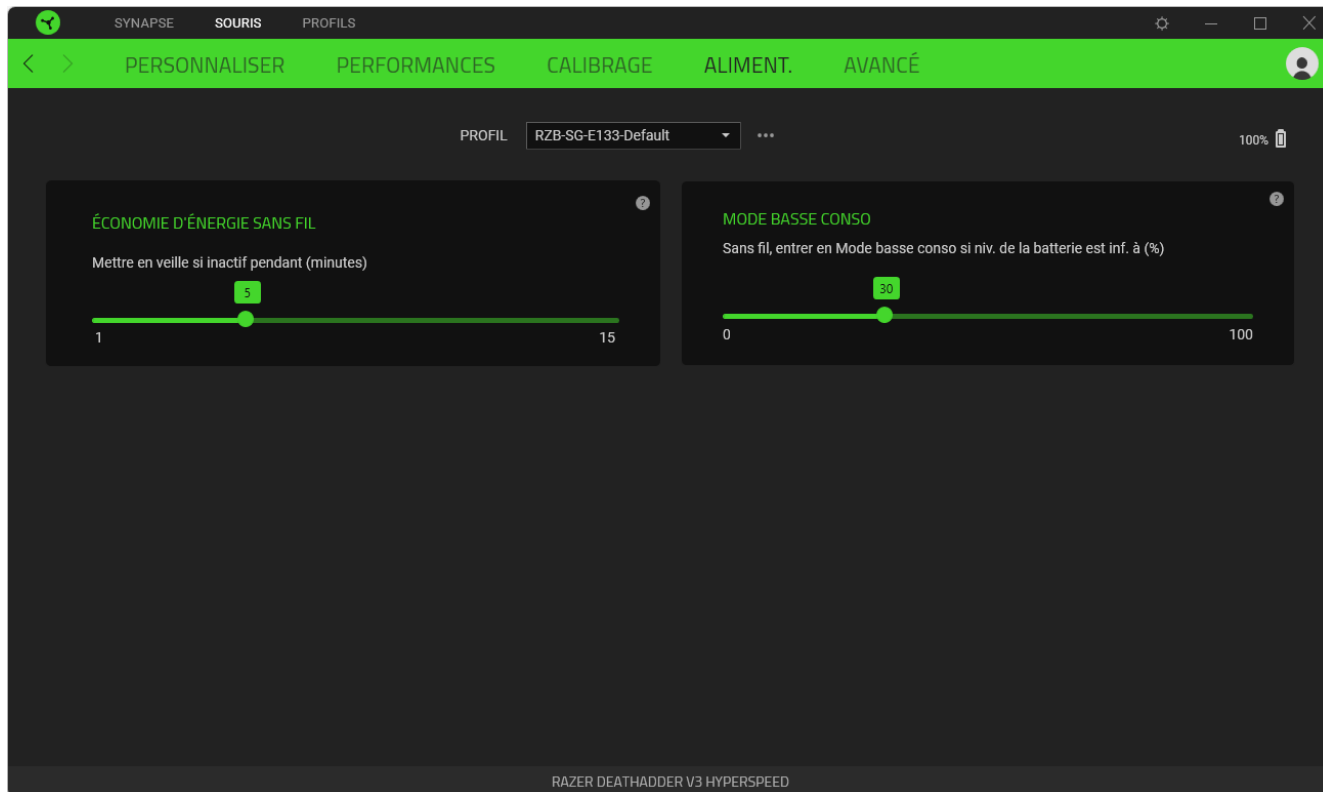 SYNAPSE SOURIS PROFILS
PERSONNALISER PERFORMANCES CALIBRAGE ALIMENT. AVANCÉ
PROFIL RZB-SG-E133-Default
100%
ÉCONOMIE D'ÉNERGIE SANS FIL
?
Mettre en veille si inactif pendant (minutes)
5
1 15
MODE BASSE CONSO
?
Sans fil, entrer en Mode basse conso si niv. de la batterie est inf. à (%)
30
0 100
RAZER DEATHADDER V3 HYPERSPEED